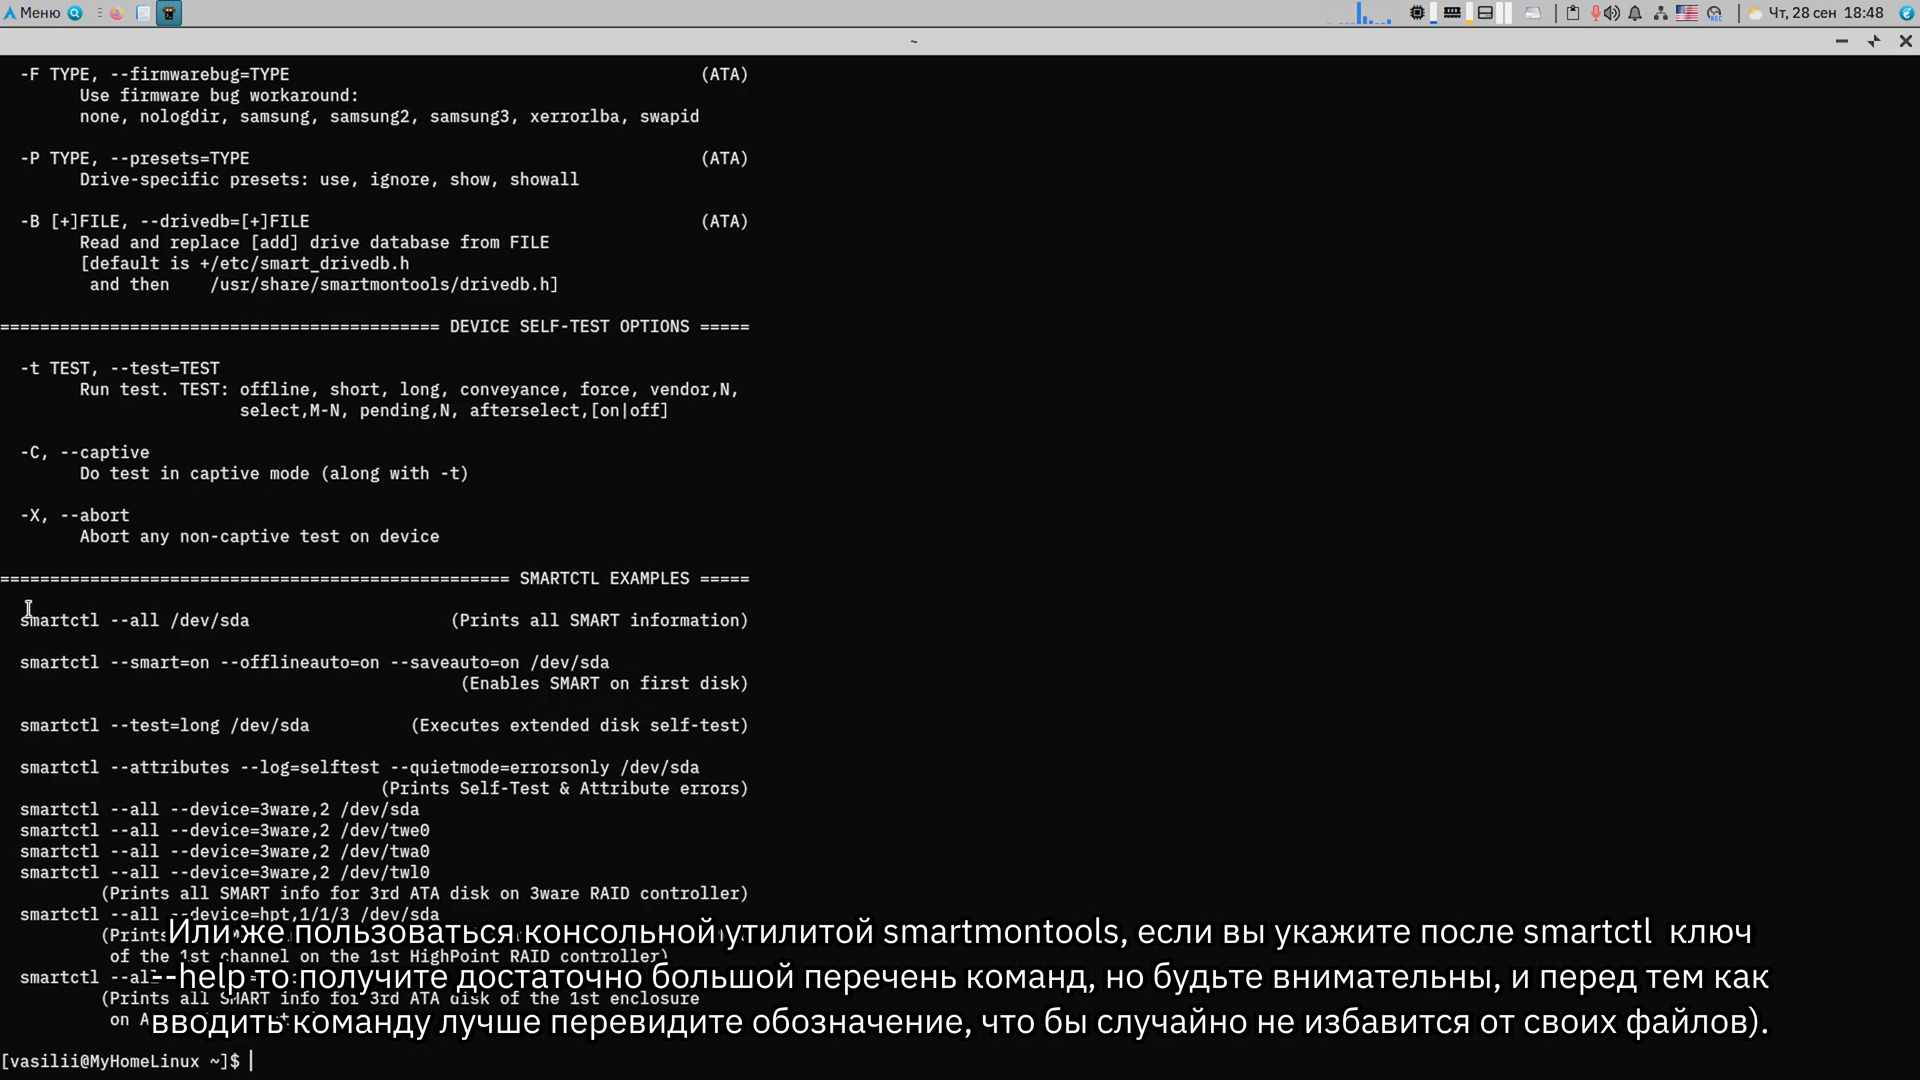 Меню
Чт, 28 сен 18:48
~
-F TYPE, --firmwarebug=TYPE (ATA)
Use firmware bug workaround:
none, nologdir, samsung, samsung2, samsung3, xerrorlba, swapid
-P TYPE, --presets=TYPE (ATA)
Drive-specific presets: use, ignore, show, showall
-B [+]FILE, --drivedb=[+]FILE (ATA)
Read and replace [add] drive database from FILE
[default is +/etc/smart_drivedb.h
and then /usr/share/smartmontools/drivedb.h]
============================================ DEVICE SELF-TEST OPTIONS =====
-t TEST, --test=TEST
Run test. TEST: offline, short, long, conveyance, force, vendor,N,
select,M-N, pending,N, afterselect,[on|off]
-C, --captive
Do test in captive mode (along with -t)
-X, --abort
Abort any non-captive test on device
=================================================== SMARTCTL EXAMPLES =====
smartctl --all /dev/sda (Prints all SMART information)
smartctl --smart=on --offlineauto=on --saveauto=on /dev/sda
(Enables SMART on first disk)
smartctl --test=long /dev/sda (Executes extended disk self-test)
smartctl --attributes --log=selftest --quietmode=errorsonly /dev/sda
(Prints Self-Test & Attribute errors)
smartctl --all --device=3ware,2 /dev/sda
smartctl --all --device=3ware,2 /dev/twe0
smartctl --all --device=3ware,2 /dev/twa0
smartctl --all --device=3ware,2 /dev/twl0
(Prints all SMART info for 3rd ATA disk on 3ware RAID controller)
smartctl --all --device=hpt,1/1/3 /dev/sda
(Prints
of the 1st channel on the 1st HighPoint RAID controller)
smartctl --all
(Prints all SMART info for 3rd ATA disk of the 1st enclosure
on A
Или же пользоваться консольной утилитой smartmontools, если вы укажите после smartctl ключ
--help то получите достаточно большой перечень команд, но будьте внимательны, и перед тем как
вводить команду лучше перевидите обозначение, что бы случайно не избавится от своих файлов).
[vasilii@MyHomeLinux ~]$